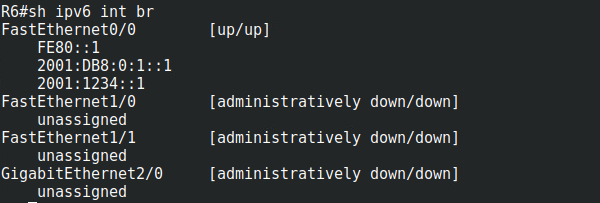 R6#sh ipv6 int br
FastEthernet0/0        [up/up]
    FE80::1
    2001:DB8:0:1::1
    2001:1234::1
FastEthernet1/0        [administratively down/down]
    unassigned
FastEthernet1/1        [administratively down/down]
    unassigned
GigabitEthernet2/0     [administratively down/down]
    unassigned